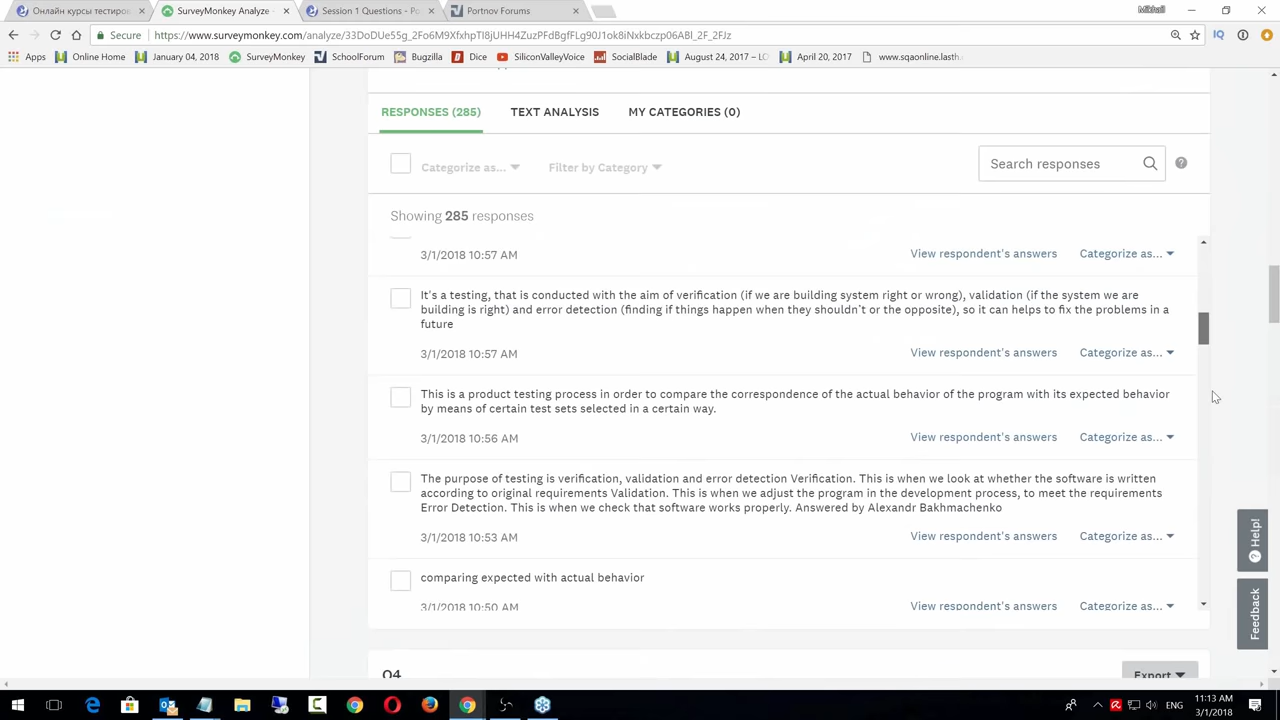 Онлайн курсы тестиров
SurveyMonkey Analyze -
Session 1 Questions - Po
Portnov Forums
Mikhail
Secure
https://www.surveymonkey.com/analyze/33DoDUe55g_2Fo6M9XfxhpTI8jUHH4ZuzPFdBgfFLg90J1ok8iNxkbczp06ABl_2F_2FJz
Apps
Online Home
January 04, 2018
SurveyMonkey
SchoolForum
Bugzilla
Dice
SiliconValleyVoice
SocialBlade
August 24, 2017 – LO
April 20, 2017
www.sqaonline.lasth
RESPONSES (285)
TEXT ANALYSIS
MY CATEGORIES (0)
Categorize as...
Filter by Category
Search responses
?
Showing 285 responses
3/1/2018 10:57 AM
View respondent's answers
Categorize as...
It's a testing, that is conducted with the aim of verification (if we are building system right or wrong), validation (if the system we are
building is right) and error detection (finding if things happen when they shouldn't or the opposite), so it can helps to fix the problems in a
future
3/1/2018 10:57 AM
View respondent's answers
Categorize as...
This is a product testing process in order to compare the correspondence of the actual behavior of the program with its expected behavior
by means of certain test sets selected in a certain way.
3/1/2018 10:56 AM
View respondent's answers
Categorize as...
The purpose of testing is verification, validation and error detection Verification. This is when we look at whether the software is written
according to original requirements Validation. This is when we adjust the program in the development process, to meet the requirements
Error Detection. This is when we check that software works properly. Answered by Alexandr Bakhmachenko
3/1/2018 10:53 AM
View respondent's answers
Categorize as...
comparing expected with actual behavior
3/1/2018 10:50 AM
View respondent's answers
Categorize as...
Q4
Export
Help!
Feedback
ENG
11:13 AM
3/1/2018